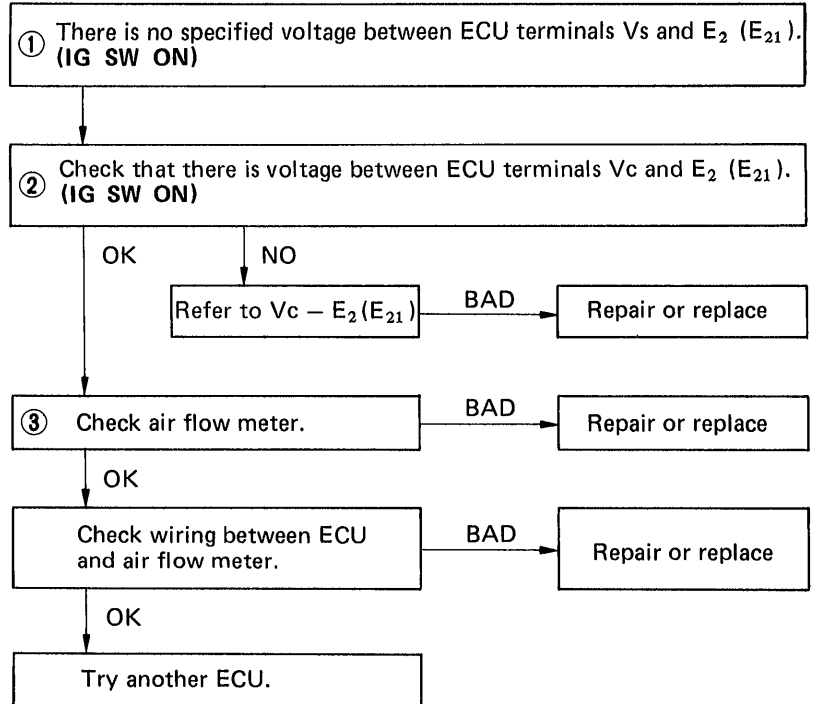 ① There is no specified voltage between ECU terminals Vs and E₂ (E₂₁).
(IG SW ON)
② Check that there is voltage between ECU terminals Vc and E₂ (E₂₁).
(IG SW ON)
OK
NO
Refer to Vc – E₂(E₂₁)
BAD
Repair or replace
③ Check air flow meter.
BAD
Repair or replace
OK
Check wiring between ECU
and air flow meter.
BAD
Repair or replace
OK
Try another ECU.